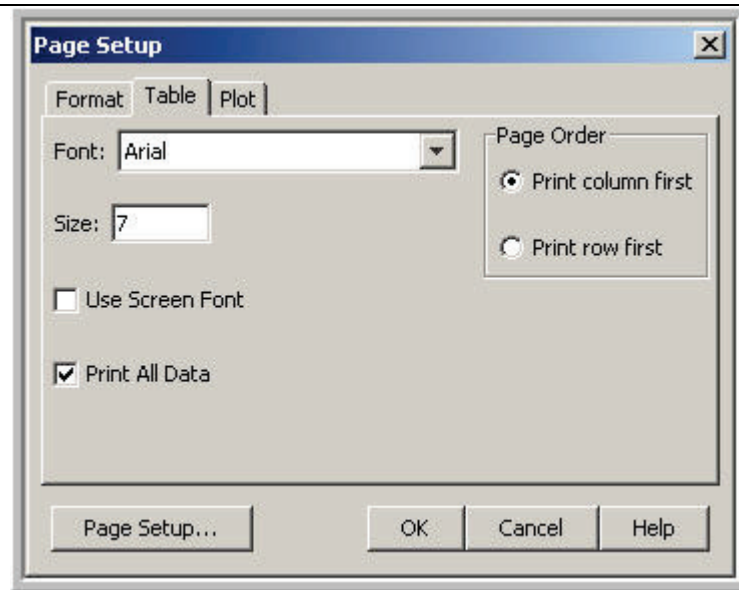 Page Setup
Format Table Plot
Font: Arial
Page Order
Print column first
Size: 7
Print row first
Use Screen Font
Print All Data
Page Setup... OK Cancel Help